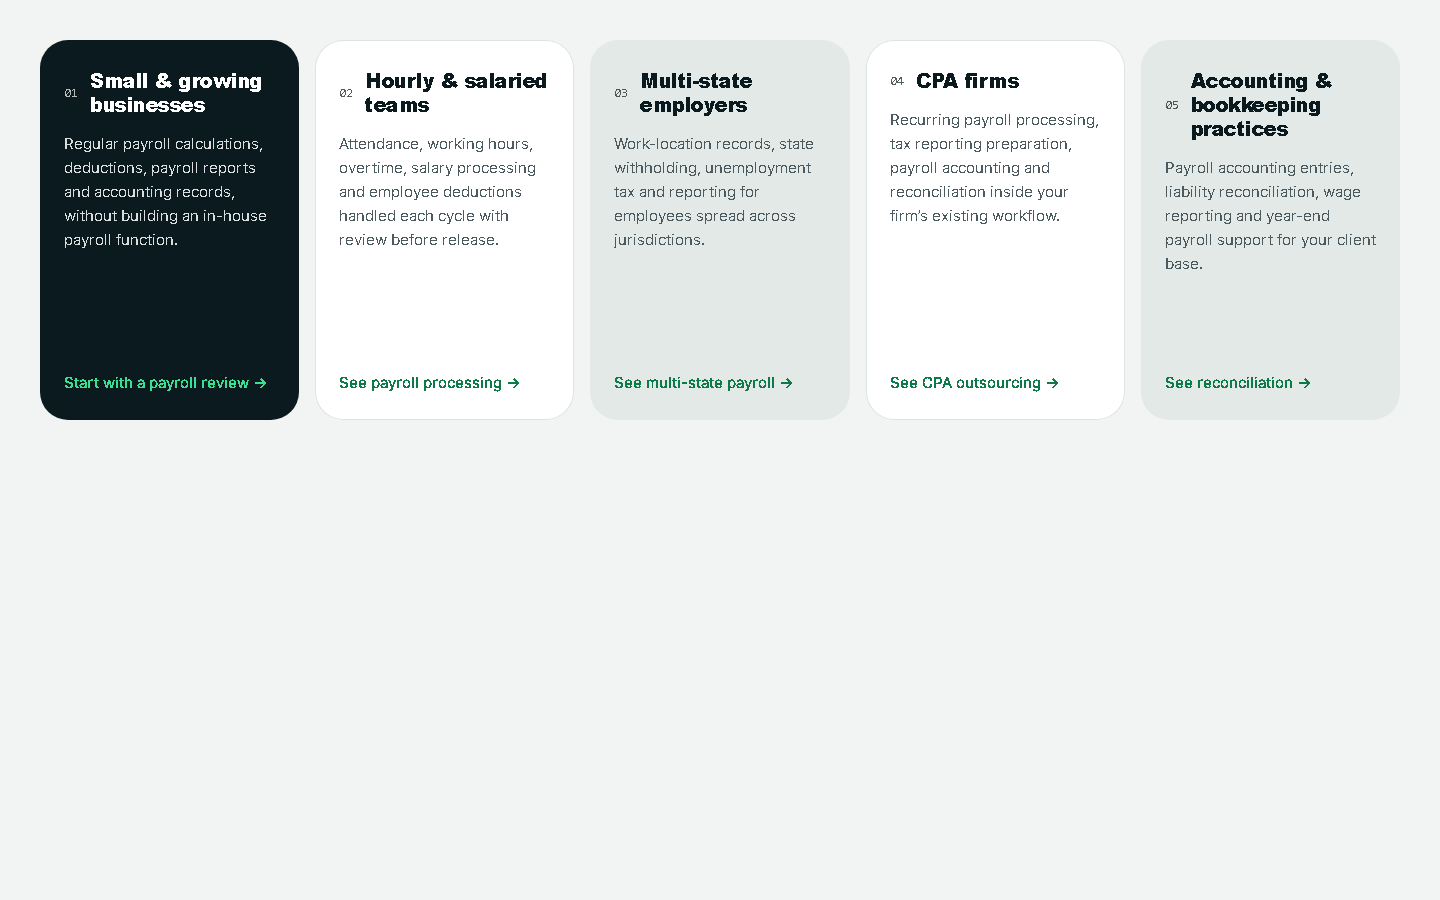 01
Small & growing
businesses
Regular payroll calculations,
deductions, payroll reports
and accounting records,
without building an in-house
payroll function.
Start with a payroll review →
02
Hourly & salaried
teams
Attendance, working hours,
overtime, salary processing
and employee deductions
handled each cycle with
review before release.
See payroll processing →
03
Multi-state
employers
Work-location records, state
withholding, unemployment
tax and reporting for
employees spread across
jurisdictions.
See multi-state payroll →
04
CPA firms
Recurring payroll processing,
tax reporting preparation,
payroll accounting and
reconciliation inside your
firm’s existing workflow.
See CPA outsourcing →
05
Accounting &
bookkeeping
practices
Payroll accounting entries,
liability reconciliation, wage
reporting and year-end
payroll support for your client
base.
See reconciliation →